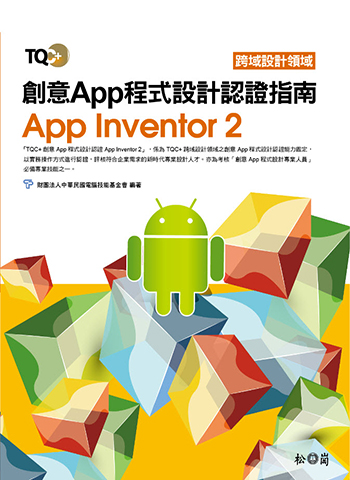 TQC+
跨域設計領域
創意App程式設計認證指南
App Inventor 2
「TQC+ 創意 App 程式設計認證 App Inventor 2」，係為 TQC+ 跨域設計領域之創意 App 程式設計認證能力鑑定，
以實務操作方式進行認證，評核符合企業需求的新時代專業設計人才。亦為考核「創意 App 程式設計專業人員」
必備專業技能之一。
財團法人中華民國電腦技能基金會 編著
松崗